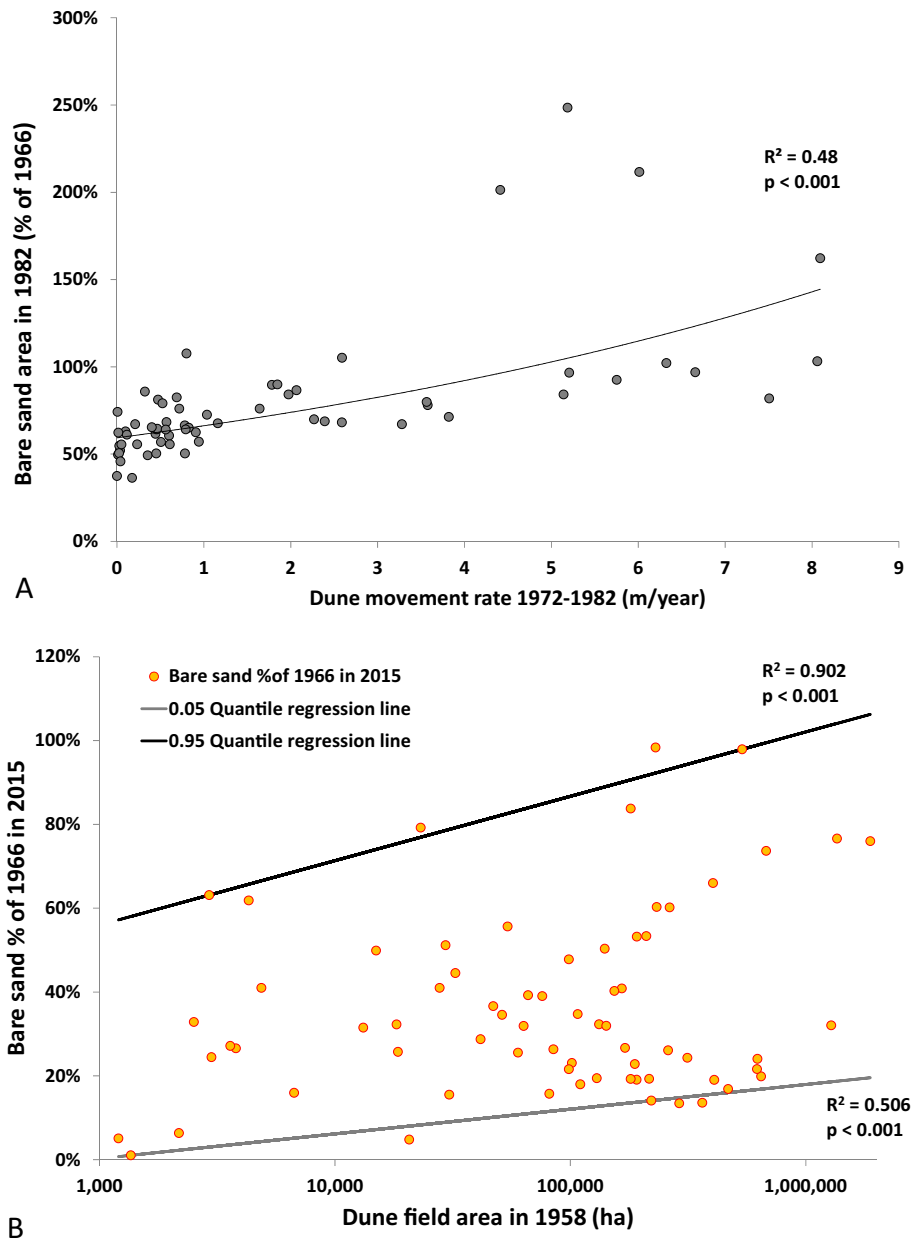 300%
250%
200%
150%
100%
50%
0%
Bare sand area in 1982 (% of 1966)
R² = 0.48
p < 0.001
0 1 2 3 4 5 6 7 8 9
Dune movement rate 1972-1982 (m/year)
A
120%
100%
80%
60%
40%
20%
0%
Bare sand % of 1966 in 2015
Bare sand %of 1966 in 2015
0.05 Quantile regression line
0.95 Quantile regression line
R² = 0.902
p < 0.001
R² = 0.506
p < 0.001
1,000 10,000 100,000 1,000,000
Dune field area in 1958 (ha)
B